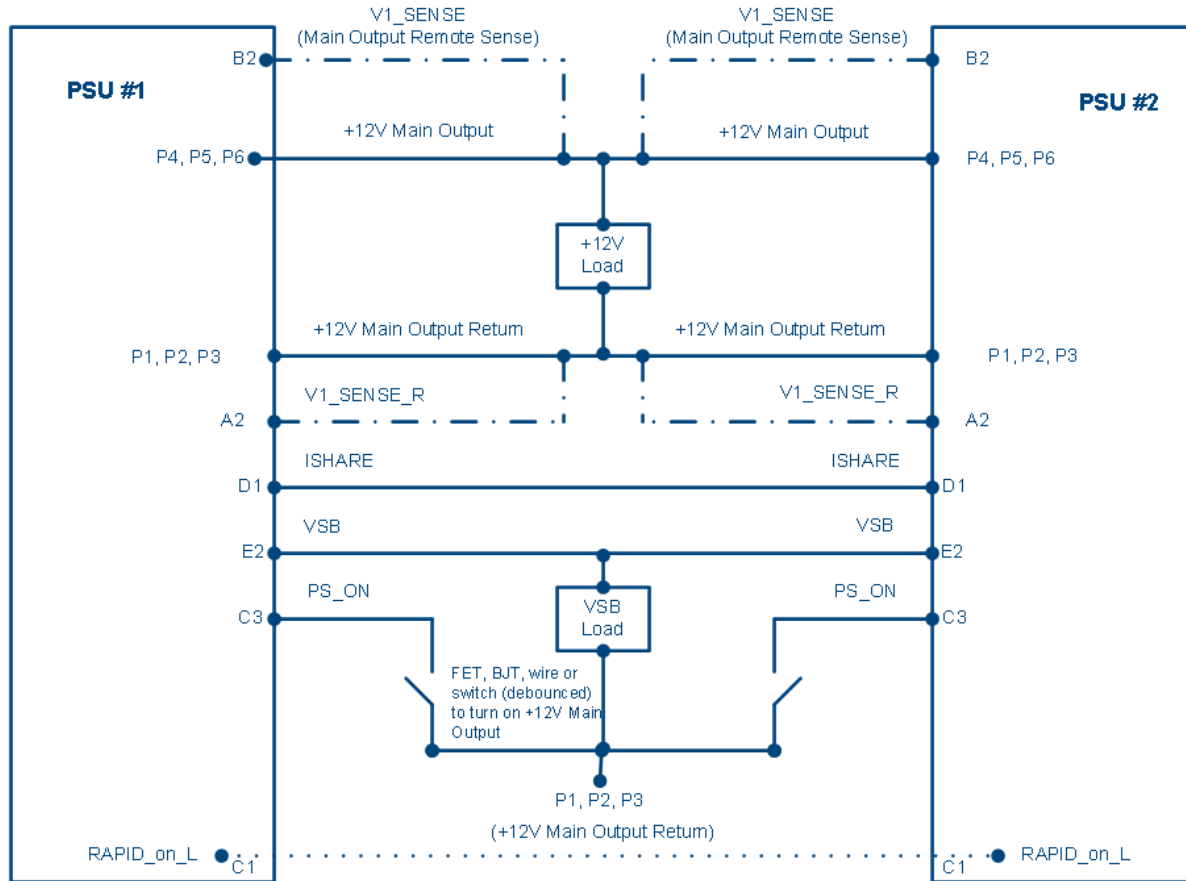 V1_SENSE
(Main Output Remote Sense)
V1_SENSE
(Main Output Remote Sense)
B2
B2
PSU #1
PSU #2
+12V Main Output
+12V Main Output
P4, P5, P6
P4, P5, P6
+12V
Load
+12V Main Output Return
+12V Main Output Return
P1, P2, P3
P1, P2, P3
V1_SENSE_R
V1_SENSE_R
A2
A2
ISHARE
ISHARE
D1
D1
VSB
VSB
E2
E2
PS_ON
PS_ON
C3
C3
VSB
Load
FET, BJT, wire or
switch (debounced)
to turn on +12V Main
Output
P1, P2, P3
(+12V Main Output Return)
RAPID_on_L
C1
C1
RAPID_on_L